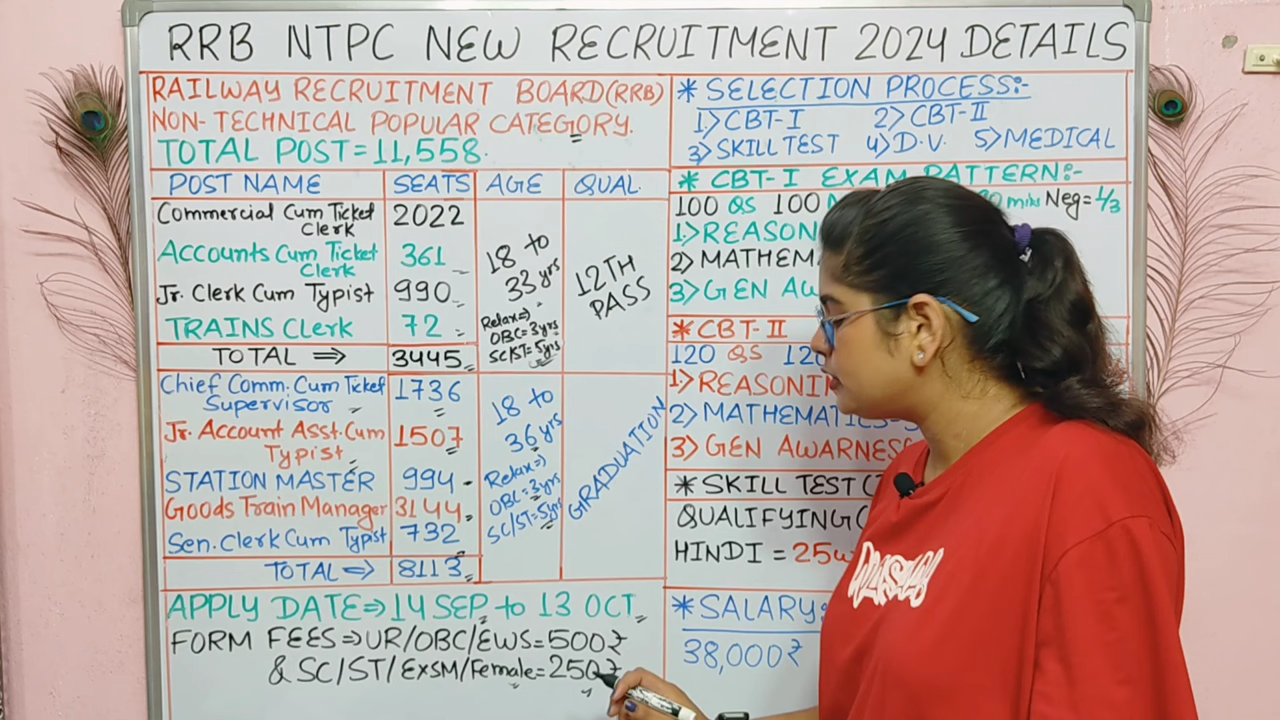 RRB NTPC NEW RECRUITMENT 2024 DETAILS
RAILWAY RECRUITMENT BOARD(RRB)
NON-TECHNICAL POPULAR CATEGORY.
TOTAL POST=11,558.
POST NAME SEATS AGE QUAL.
Commercial Cum Ticket Clerk 2022
Accounts Cum Ticket Clerk 361
Jr. Clerk Cum Typist 990
TRAINS Clerk 72
TOTAL ⇒ 3445
18 to
33 yrs
Relax⇒
OBC=3yrs
SC/ST=5yrs
12TH
PASS
Chief Comm. Cum Ticket Supervisor 1736
Jr. Account Asst. Cum Typist 1507
STATION MASTER 994
Goods Train Manager 3144
Sen. Clerk Cum Typist 732
TOTAL ⇒ 8113
18 to
36 yrs
Relax⇒
OBC=3yrs
SC/ST=5yrs
GRADUATION
APPLY DATE⇒14 SEP to 13 OCT
FORM FEES⇒UR/OBC/EWS=500₹
& SC/ST/ExSM/Female=250₹
* SELECTION PROCESS:-
1>CBT-I 2>CBT-II
3>SKILL TEST 4>D.V. 5>MEDICAL
* CBT-I EXAM PATTERN:-
100 QS 100 mins Neg=1/3
1>
2>
3>GEN
* CBT-II
120 QS
1>
2>MATHEMATICS-
3>GEN AWARNESS
* SKILL TEST
QUALIFYING
HINDI = 25
* SALARY:
38,000₹